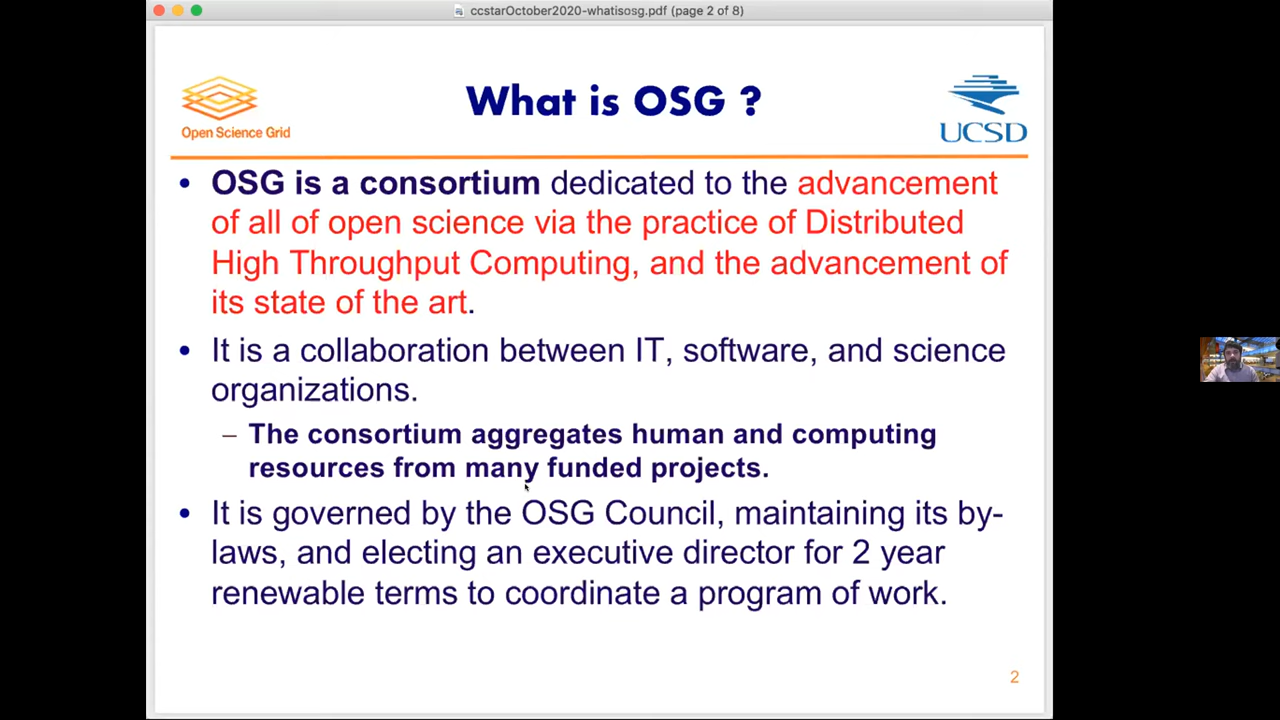 ccstarOctober2020-whatisosg.pdf (page 2 of 8)
Open Science Grid
What is OSG ?
UCSD
• OSG is a consortium dedicated to the advancement
of all of open science via the practice of Distributed
High Throughput Computing, and the advancement of
its state of the art.
• It is a collaboration between IT, software, and science
organizations.
– The consortium aggregates human and computing
resources from many funded projects.
• It is governed by the OSG Council, maintaining its by-
laws, and electing an executive director for 2 year
renewable terms to coordinate a program of work.
2